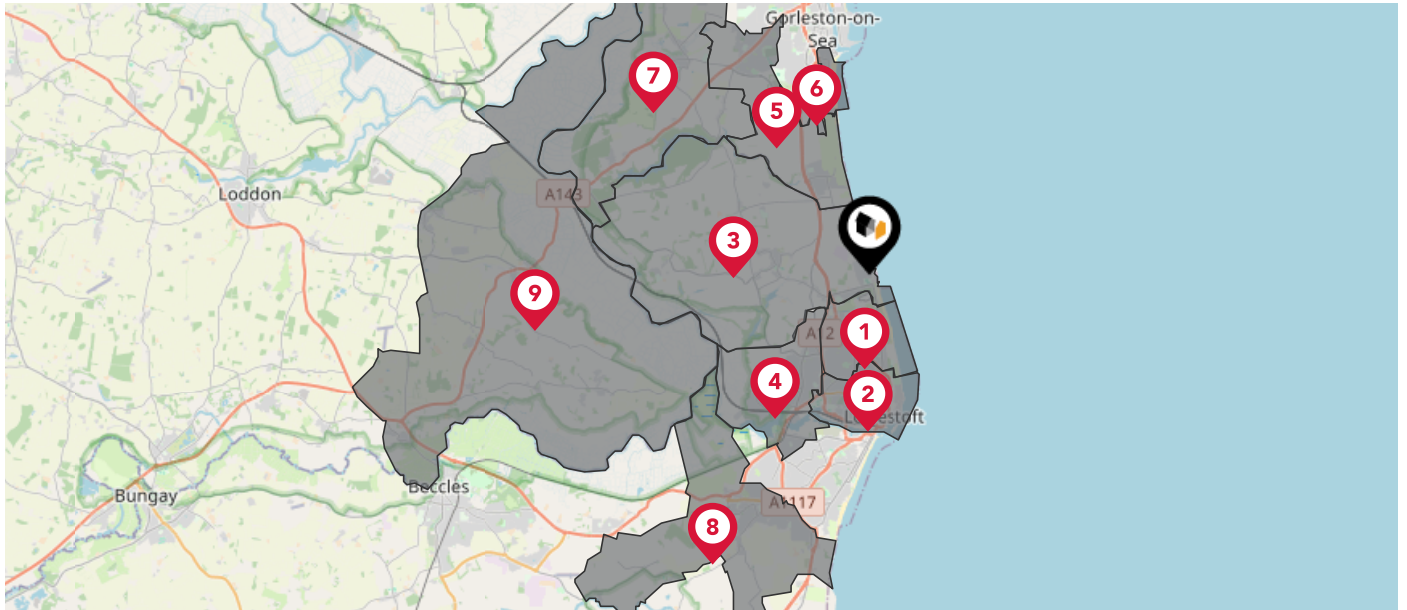 Gorleston-on-
Sea
7
6
5
A143
Loddon
3
9
A12
1
4
2
Lowestoft
Beccles
Bungay
A1117
8